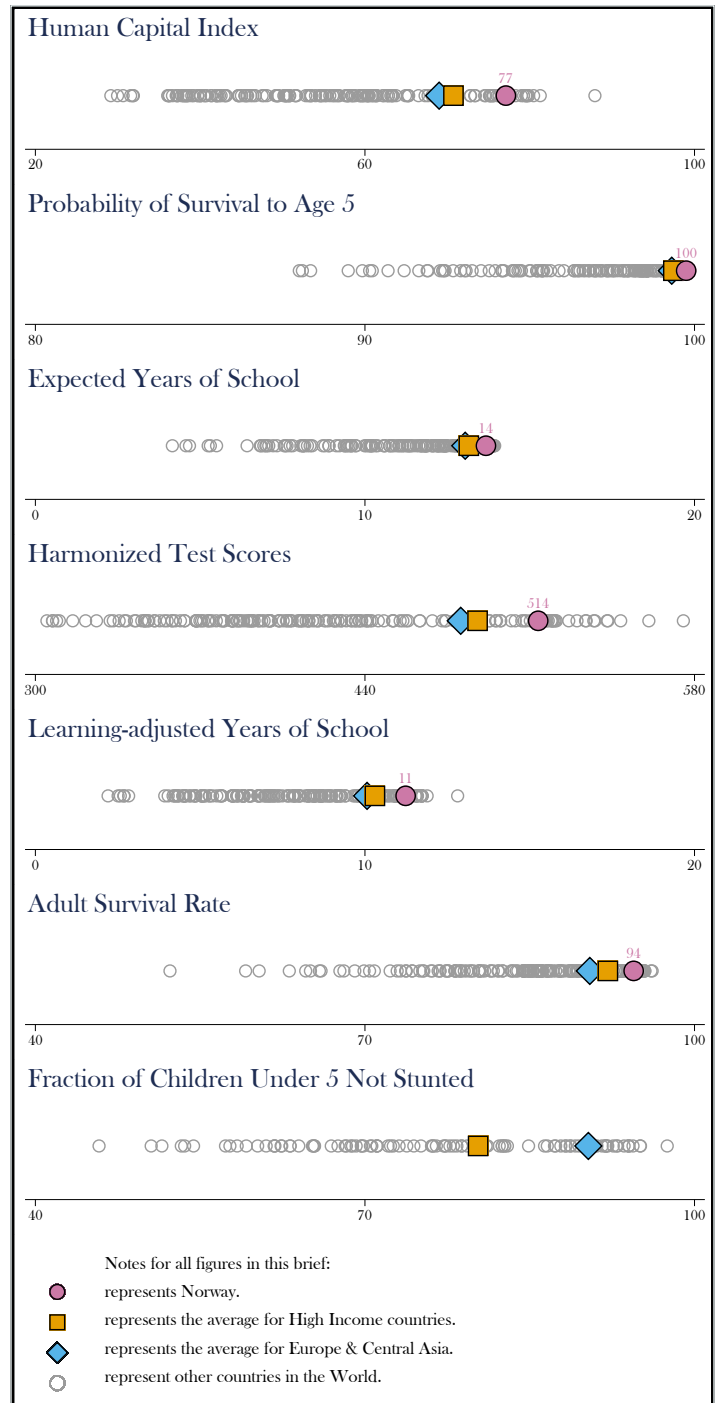 Human Capital Index
77
20 60 100
Probability of Survival to Age 5
100
80 90 100
Expected Years of School
14
0 10 20
Harmonized Test Scores
514
300 440 580
Learning-adjusted Years of School
11
0 10 20
Adult Survival Rate
94
40 70 100
Fraction of Children Under 5 Not Stunted
40 70 100
Notes for all figures in this brief:
represents Norway.
represents the average for High Income countries.
represents the average for Europe & Central Asia.
represent other countries in the World.